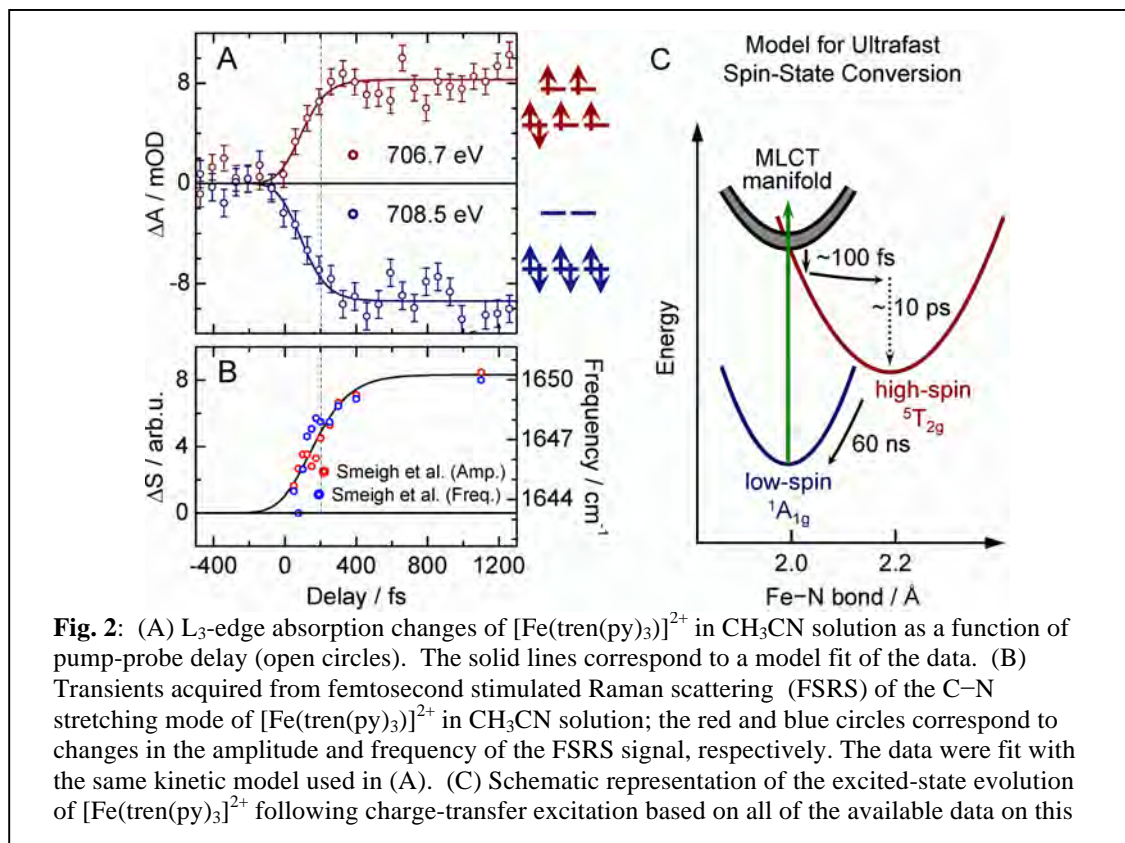 A
8
0
-8
ΔA / mOD
706.7 eV
708.5 eV
B
8
4
0
ΔS / arb.u.
1650
1647
1644
Frequency / cm⁻¹
Smeigh et al. (Amp.)
Smeigh et al. (Freq.)
-400 0 400 800 1200
Delay / fs
C
Model for Ultrafast
Spin-State Conversion
MLCT
manifold
~100 fs
~ 10 ps
high-spin
⁵T₂g
60 ns
low-spin
¹A₁g
Energy
2.0 2.2
Fe−N bond / Å
Fig. 2: (A) L₃-edge absorption changes of [Fe(tren(py)₃)]²⁺ in CH₃CN solution as a function of
pump-probe delay (open circles). The solid lines correspond to a model fit of the data. (B)
Transients acquired from femtosecond stimulated Raman scattering (FSRS) of the C−N
stretching mode of [Fe(tren(py)₃)]²⁺ in CH₃CN solution; the red and blue circles correspond to
changes in the amplitude and frequency of the FSRS signal, respectively. The data were fit with
the same kinetic model used in (A). (C) Schematic representation of the excited-state evolution
of [Fe(tren(py)₃)]²⁺ following charge-transfer excitation based on all of the available data on this